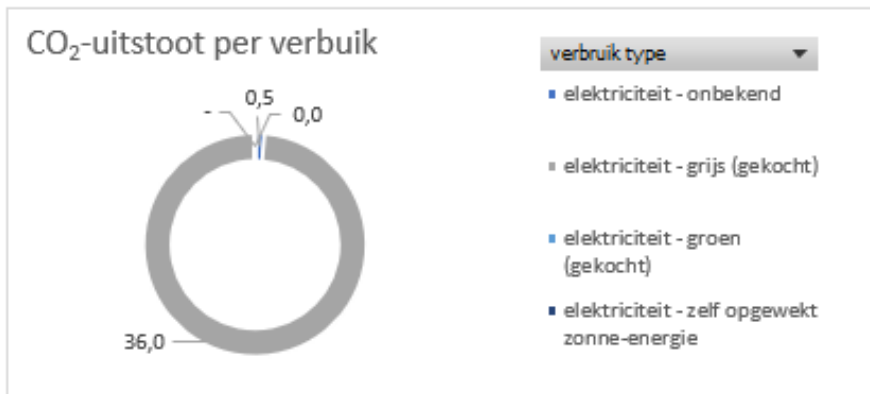 CO₂-uitstoot per verbuik
verbruik type
elektriciteit - onbekend
elektriciteit - grijs (gekocht)
elektriciteit - groen
(gekocht)
elektriciteit - zelf opgewekt
zonne-energie
0,5
-
0,0
36,0